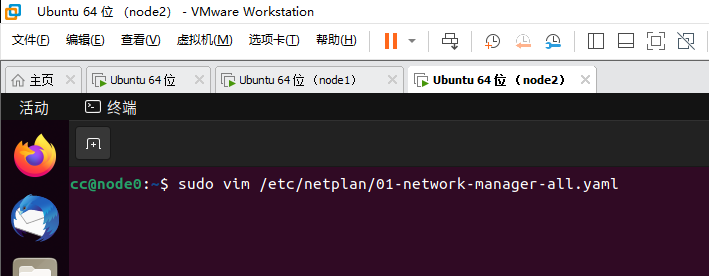 Ubuntu 64 位 （node2） - VMware Workstation
文件(F) 编辑(E) 查看(V) 虚拟机(M) 选项卡(T) 帮助(H)
主页 Ubuntu 64 位 Ubuntu 64 位 （node1） Ubuntu 64 位 （node2）
活动 终端
cc@node0:~$ sudo vim /etc/netplan/01-network-manager-all.yaml